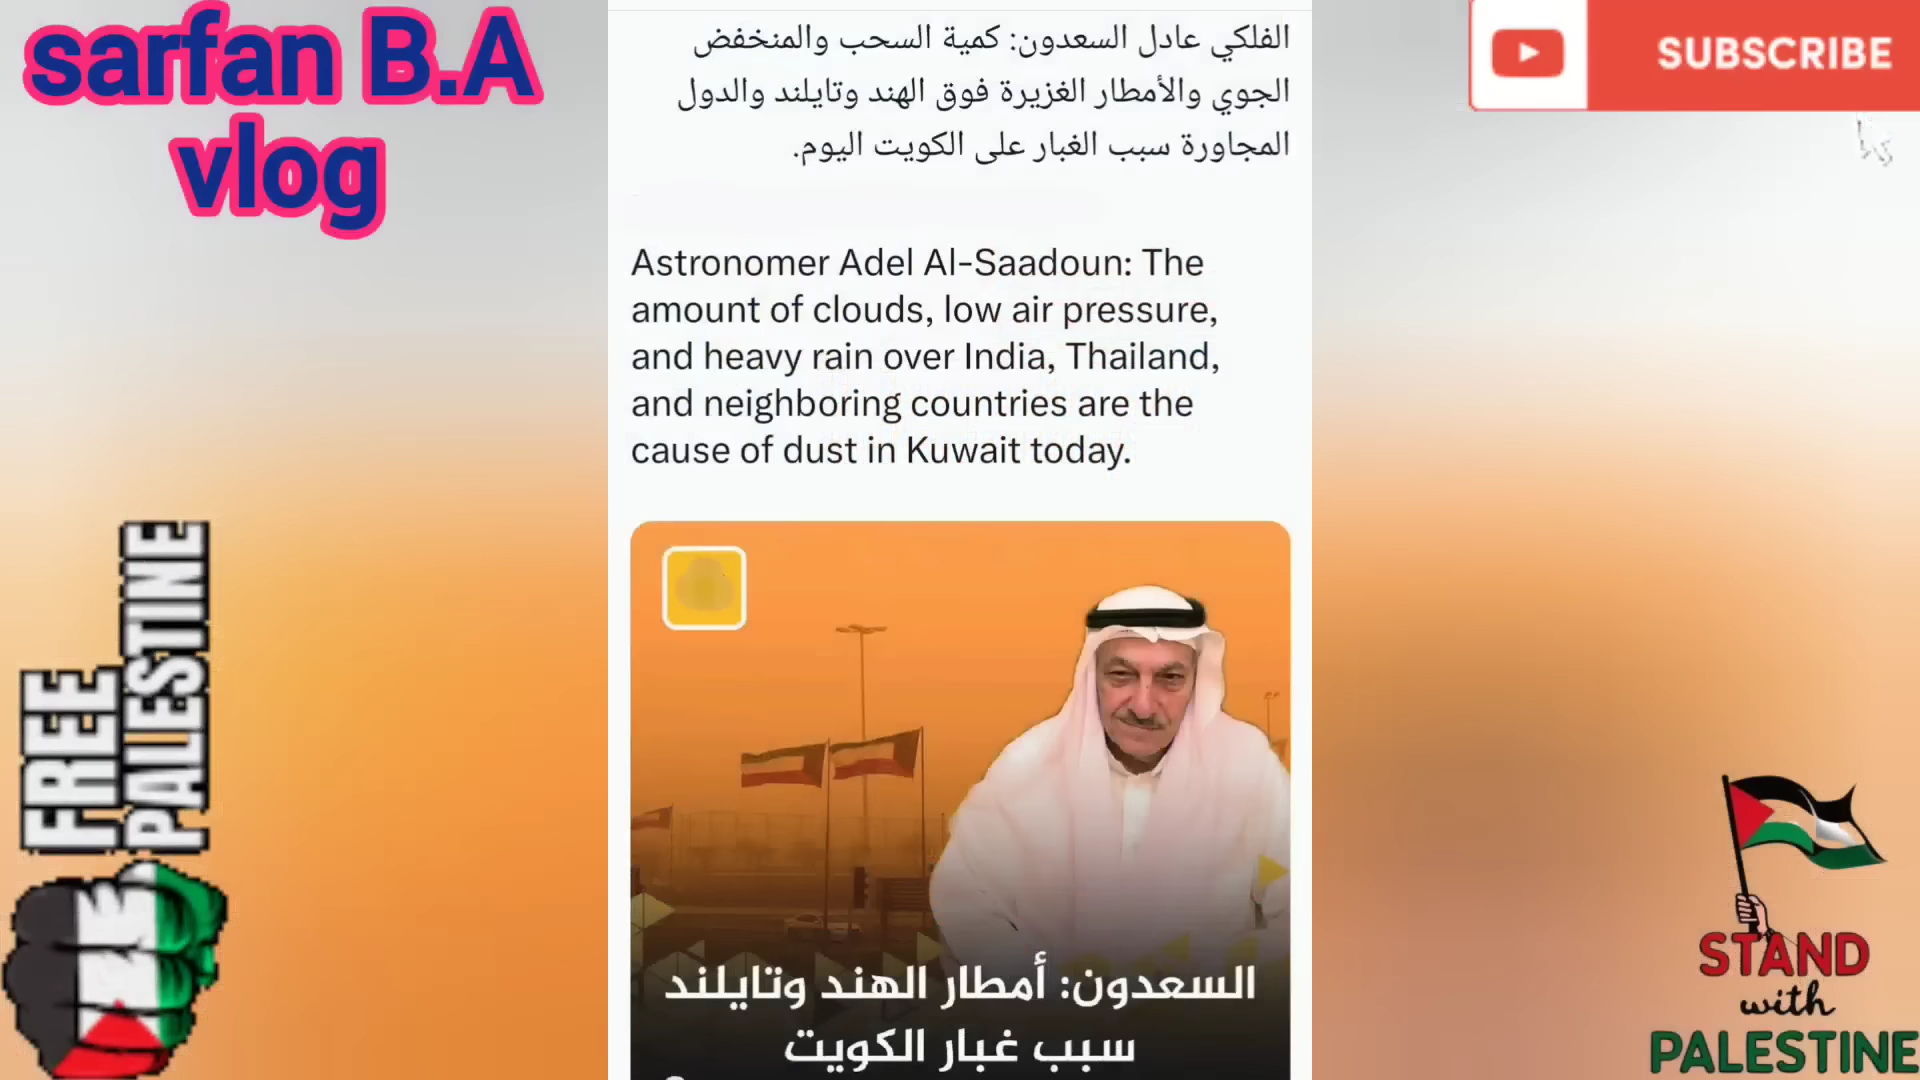 sarfan B.A
vlog
الفلكي عادل السعدون: كمية السحب والمنخفض
الجوي والأمطار الغزيرة فوق الهند وتايلند والدول
المجاورة سبب الغبار على الكويت اليوم.
SUBSCRIBE
Astronomer Adel Al-Saadoun: The
amount of clouds, low air pressure,
and heavy rain over India, Thailand,
and neighboring countries are the
cause of dust in Kuwait today.
FREE
PALESTINE
السعدون: أمطار الهند وتايلند
سبب غبار الكويت
STAND
with
PALESTINE